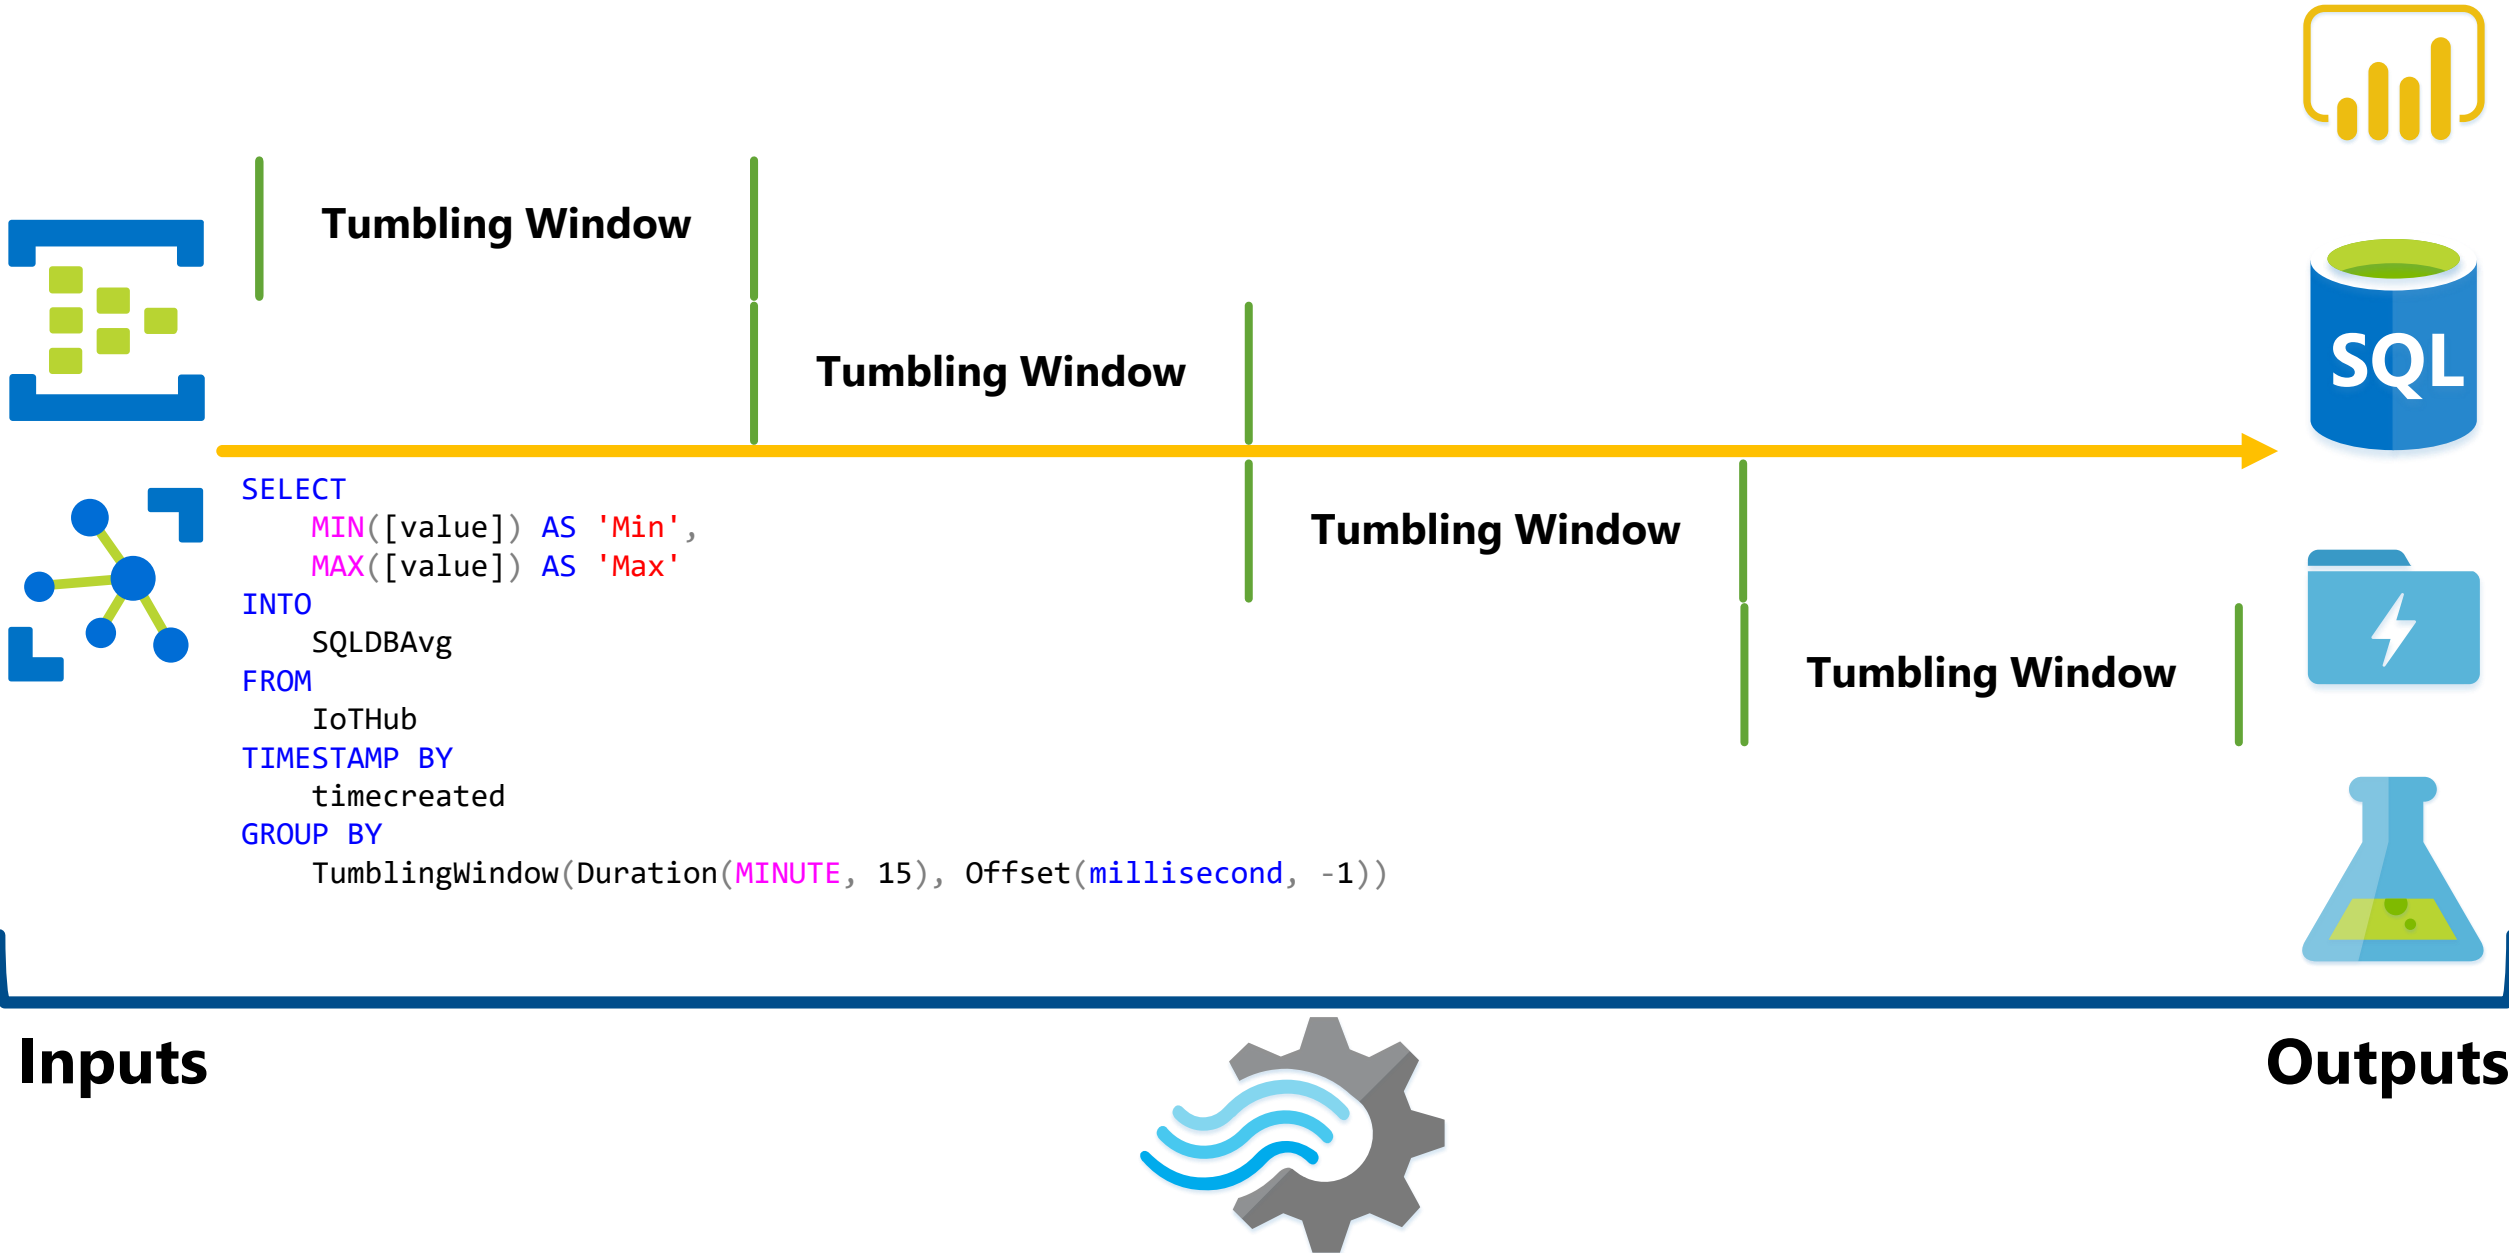 Tumbling Window
Tumbling Window
SQL
SELECT
    MIN([value]) AS 'Min',
    MAX([value]) AS 'Max'
INTO
    SQLDBAvg
FROM
    IoTHub
TIMESTAMP BY
    timecreated
GROUP BY
    TumblingWindow(Duration(MINUTE, 15), Offset(millisecond, -1))
Tumbling Window
Tumbling Window
Inputs
Outputs